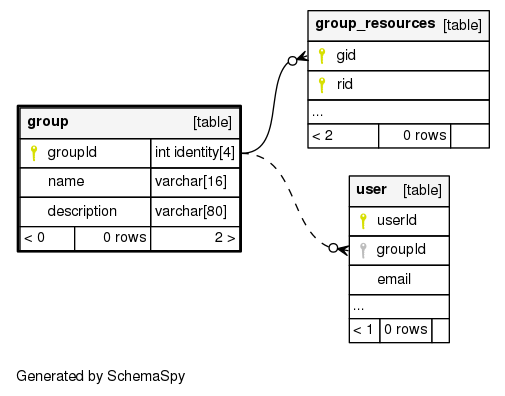 group_resources [table]
gid
rid
...
< 2 0 rows
group [table]
groupId int identity[4]
name varchar[16]
description varchar[80]
< 0 0 rows 2 >
user [table]
userId
groupId
email
...
< 1 0 rows
Generated by SchemaSpy